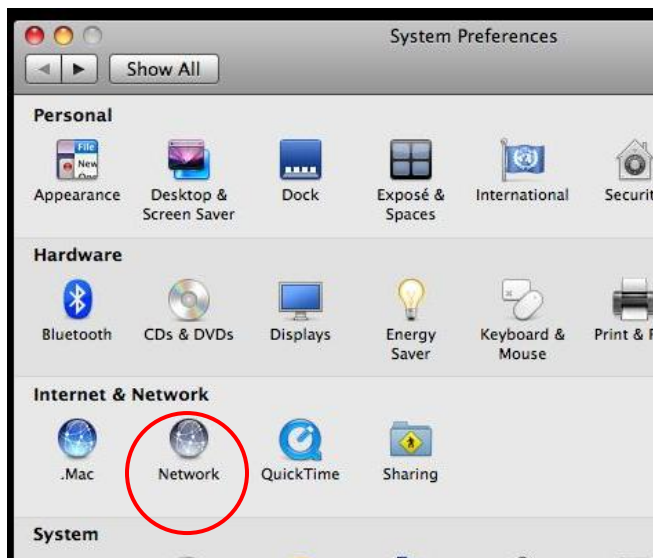 System Preferences
Show All
Personal
File
New
Appearance
Desktop &
Screen Saver
Dock
Exposé &
Spaces
International
Securit
Hardware
Bluetooth
CDs & DVDs
Displays
Energy
Saver
Keyboard &
Mouse
Print &
Internet & Network
.Mac
Network
QuickTime
Sharing
System